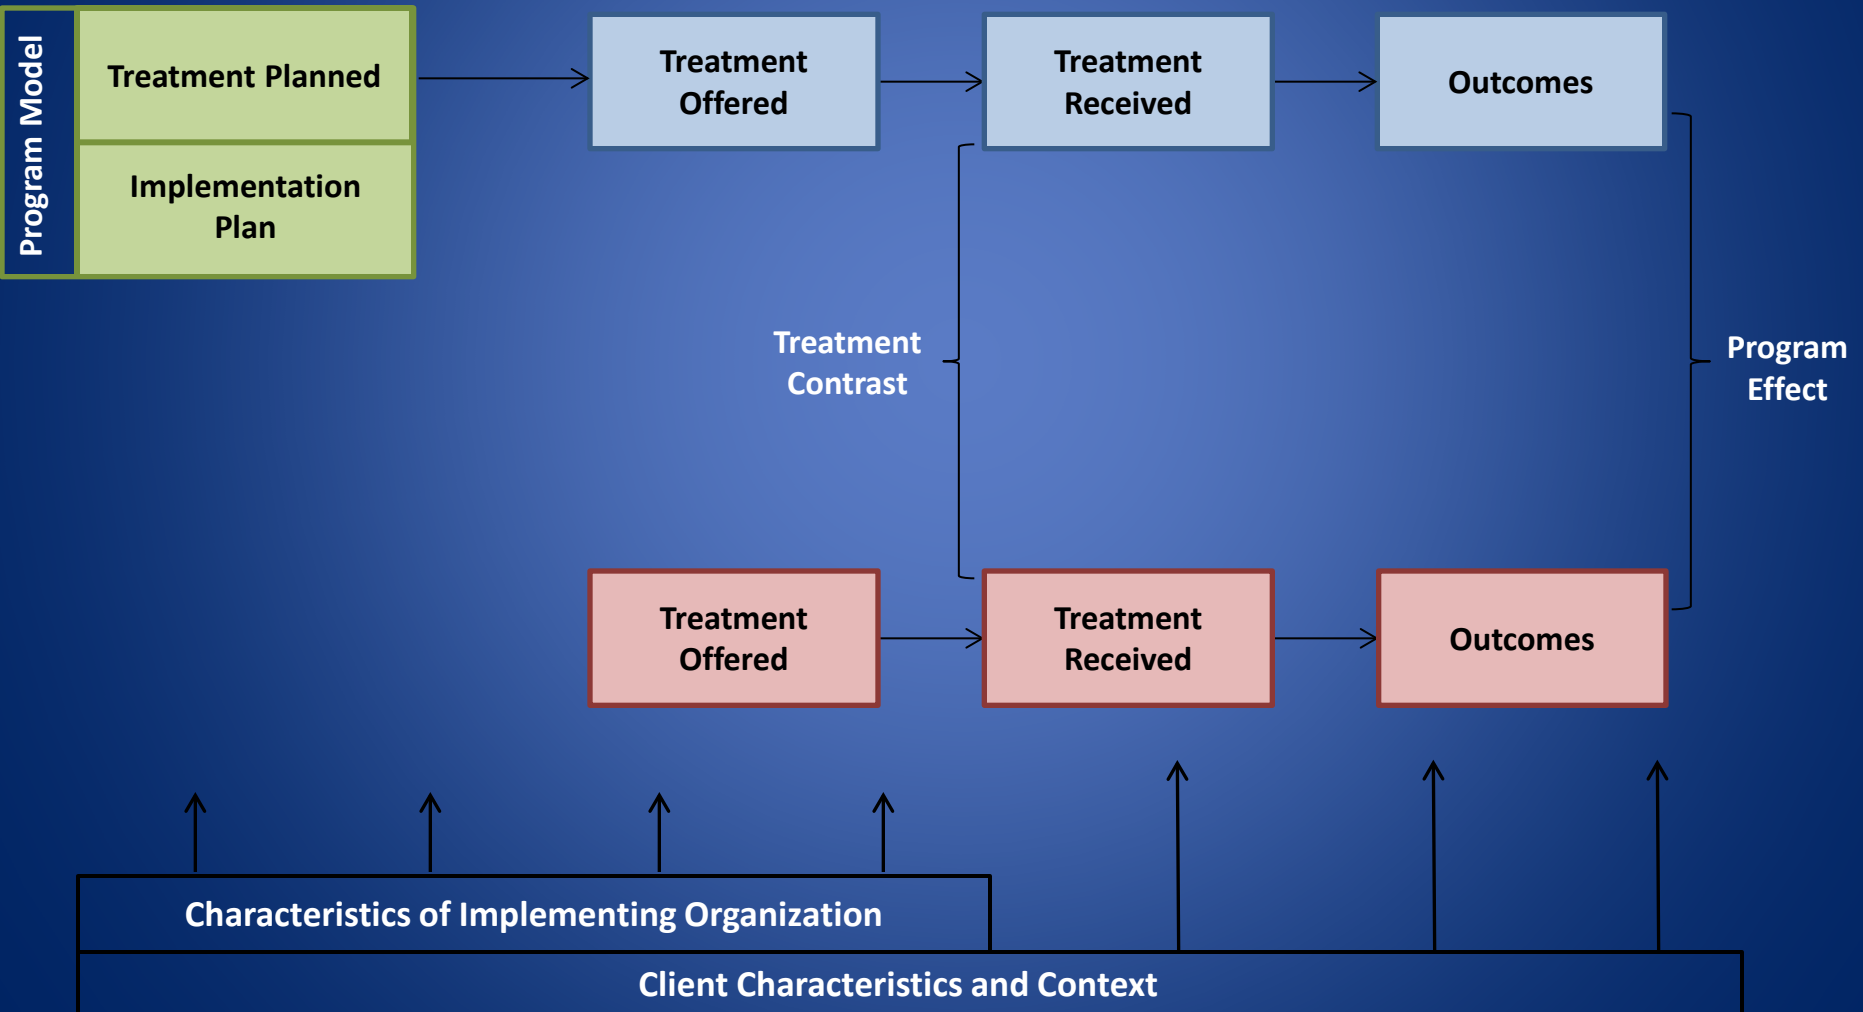 Program Model
Treatment Planned
Implementation
Plan
Treatment
Offered
Treatment
Received
Outcomes
Treatment
Contrast
Program
Effect
Treatment
Offered
Treatment
Received
Outcomes
Characteristics of Implementing Organization
Client Characteristics and Context